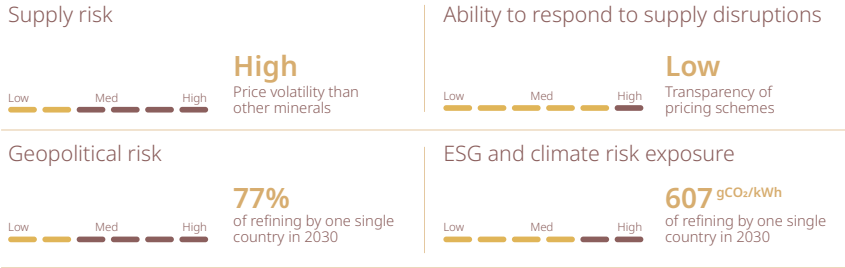 Supply risk
High
Price volatility than
other minerals
Low Med High
Ability to respond to supply disruptions
Low
Transparency of
pricing schemes
Low Med High
Geopolitical risk
77%
of refining by one single
country in 2030
Low Med High
ESG and climate risk exposure
607 gCO₂/kWh
of refining by one single
country in 2030
Low Med High